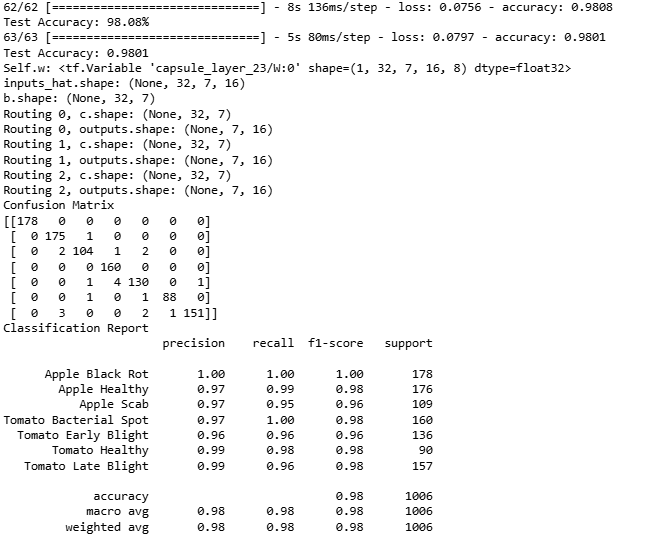 62/62 [==============================] - 8s 136ms/step - loss: 0.0756 - accuracy: 0.9808
Test Accuracy: 98.08%
63/63 [==============================] - 5s 80ms/step - loss: 0.0797 - accuracy: 0.9801
Test Accuracy: 0.9801
Self.w: <tf.Variable 'capsule_layer_23/W:0' shape=(1, 32, 7, 16, 8) dtype=float32>
inputs_hat.shape: (None, 32, 7, 16)
b.shape: (None, 32, 7)
Routing 0, c.shape: (None, 32, 7)
Routing 0, outputs.shape: (None, 7, 16)
Routing 1, c.shape: (None, 32, 7)
Routing 1, outputs.shape: (None, 7, 16)
Routing 2, c.shape: (None, 32, 7)
Routing 2, outputs.shape: (None, 7, 16)
Confusion Matrix
[[178   0   0   0   0   0   0]
 [  0 175   1   0   0   0   0]
 [  0   2 104   1   2   0   0]
 [  0   0   0 160   0   0   0]
 [  0   0   1   4 130   0   1]
 [  0   0   1   0   1  88   0]
 [  0   3   0   0   2   1 151]]
Classification Report
                       precision    recall  f1-score   support

      Apple Black Rot       1.00      1.00      1.00       178
        Apple Healthy       0.97      0.99      0.98       176
           Apple Scab       0.97      0.95      0.96       109
Tomato Bacterial Spot       0.97      1.00      0.98       160
  Tomato Early Blight       0.96      0.96      0.96       136
       Tomato Healthy       0.99      0.98      0.98        90
   Tomato Late Blight       0.99      0.96      0.98       157

             accuracy                           0.98      1006
            macro avg       0.98      0.98      0.98      1006
         weighted avg       0.98      0.98      0.98      1006